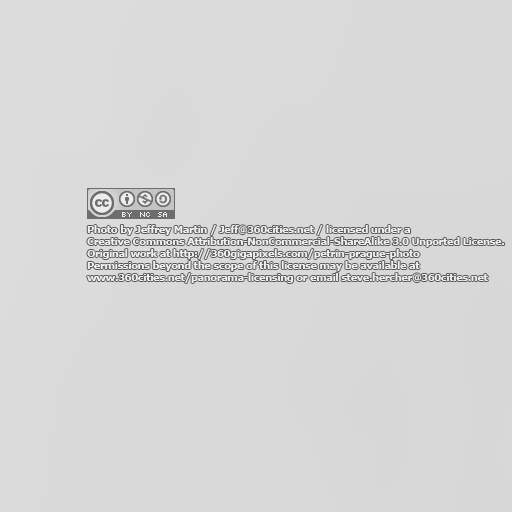 cc BY NC SA
Photo by Jeffrey Martin / Jeff@360cities.net / licensed under a
Creative Commons Attribution-NonCommercial-ShareAlike 3.0 Unported License.
Original work at http://360gigapixels.com/petrin-prague-photo
Permissions beyond the scope of this license may be available at
www.360cities.net/panorama-licensing or email steve.hercher@360cities.net